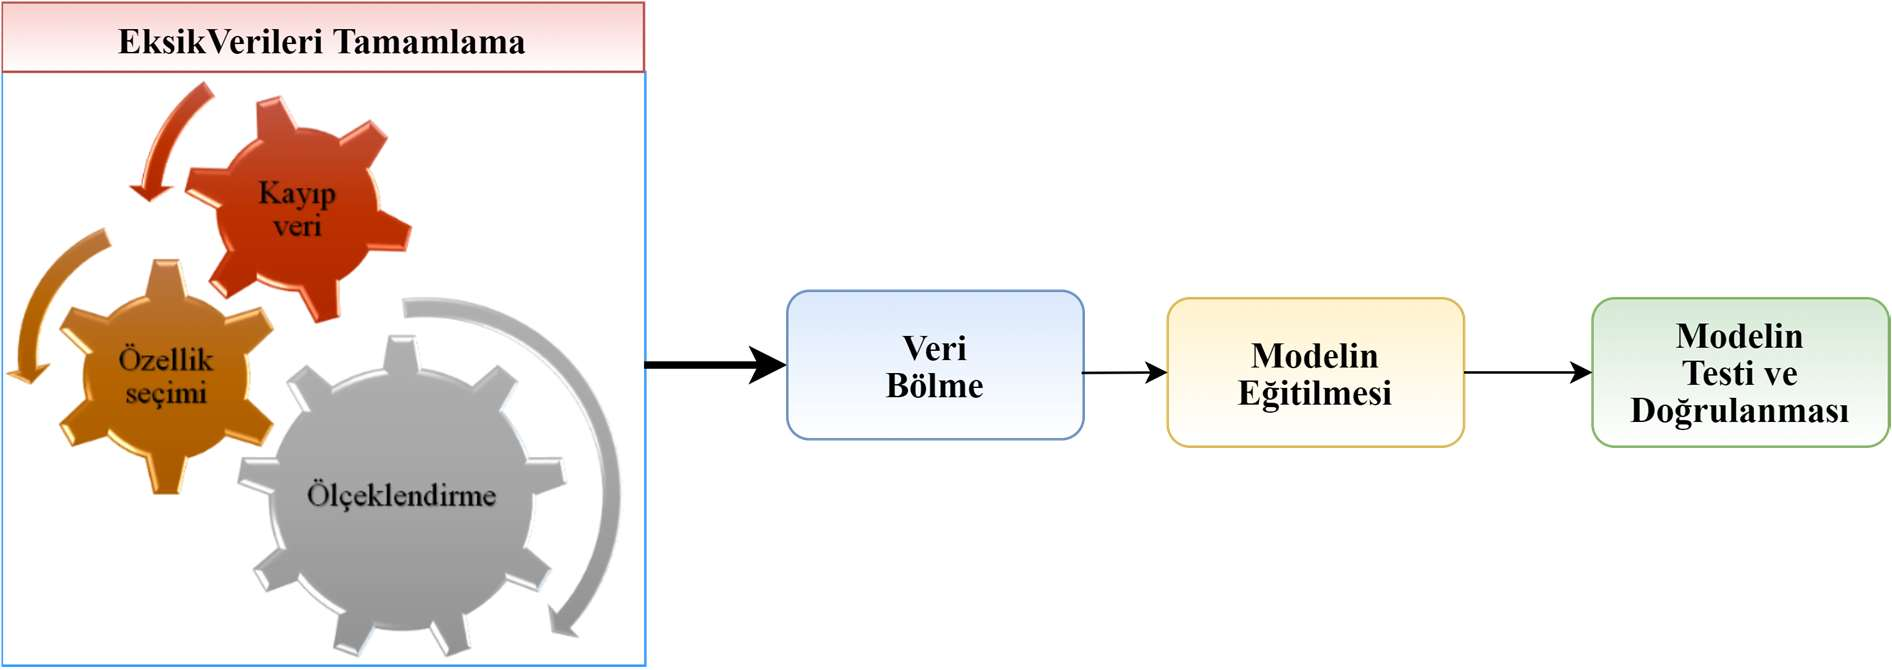 EksikVerileri Tamamlama
Kayıp
veri
Özellik
seçimi
Ölçeklendirme
Veri
Bölme
Modelin
Eğitilmesi
Modelin
Testi ve
Doğrulanması